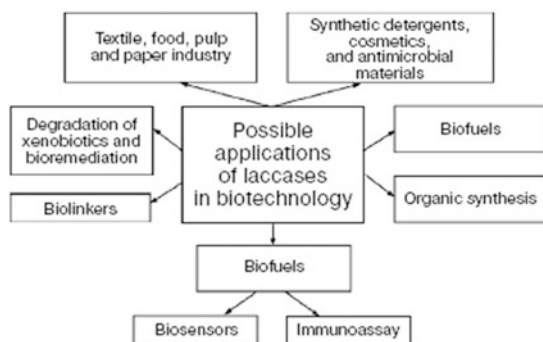 Textile, food, pulp
and paper industry
Synthetic detergents,
cosmetics,
and antimicrobial
materials
Degradation of
xenobiotics and
bioremediation
Possible
applications
of laccases
in biotechnology
Biofuels
Biolinkers
Organic synthesis
Biofuels
Biosensors
Immunoassay